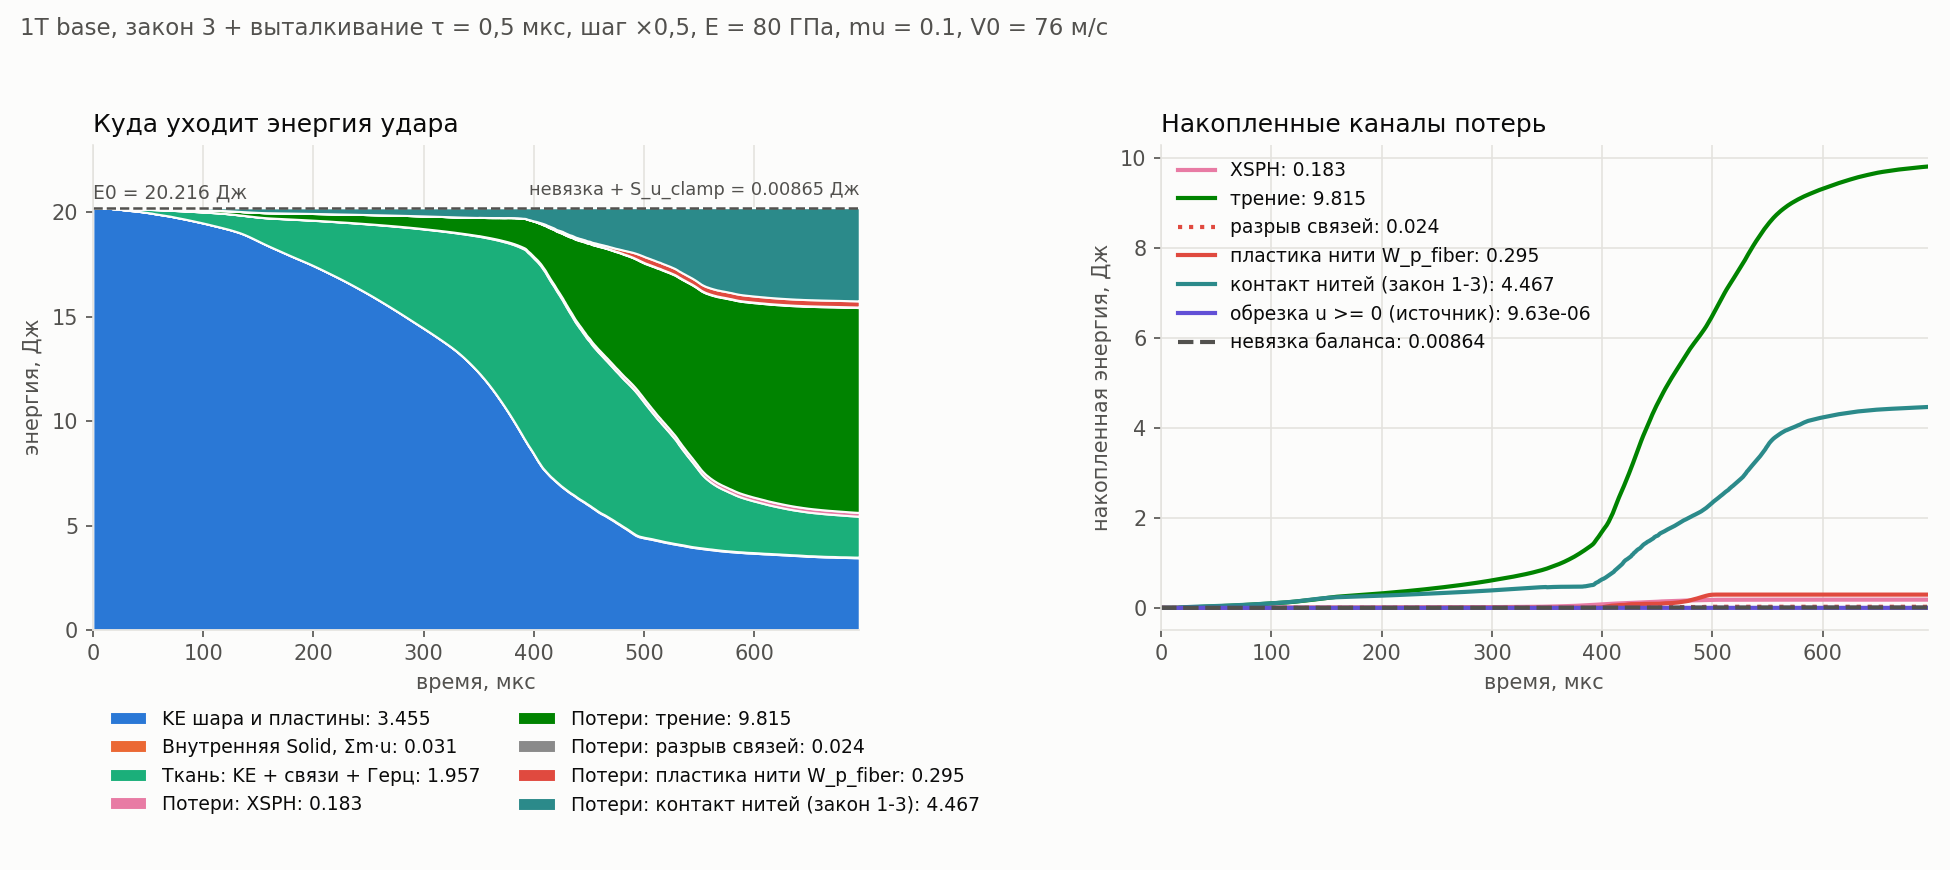 1T base, закон 3 + выталкивание τ = 0,5 мкс, шаг ×0,5, E = 80 ГПа, mu = 0.1, V0 = 76 м/с
Куда уходит энергия удара
E0 = 20.216 Дж
невязка + S_u_clamp = 0.00865 Дж
20
15
10
5
0
энергия, Дж
0 100 200 300 400 500 600
время, мкс
KE шара и пластины: 3.455
Внутренняя Solid, Σm·u: 0.031
Ткань: KE + связи + Герц: 1.957
Потери: XSPH: 0.183
Потери: трение: 9.815
Потери: разрыв связей: 0.024
Потери: пластика нити W_p_fiber: 0.295
Потери: контакт нитей (закон 1-3): 4.467
Накопленные каналы потерь
XSPH: 0.183
трение: 9.815
разрыв связей: 0.024
пластика нити W_p_fiber: 0.295
контакт нитей (закон 1-3): 4.467
обрезка u >= 0 (источник): 9.63e-06
невязка баланса: 0.00864
10
8
6
4
2
0
накопленная энергия, Дж
0 100 200 300 400 500 600
время, мкс